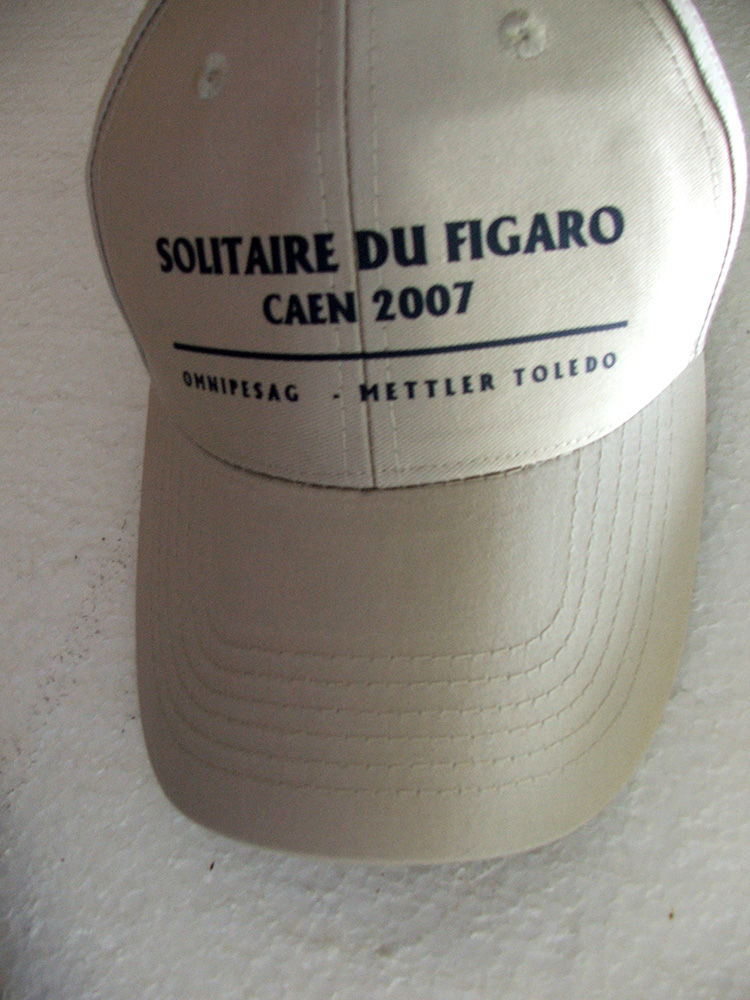 SOLITAIRE DU FIGARO
CAEN 2007
OMNIPESAG - METTLER TOLEDO